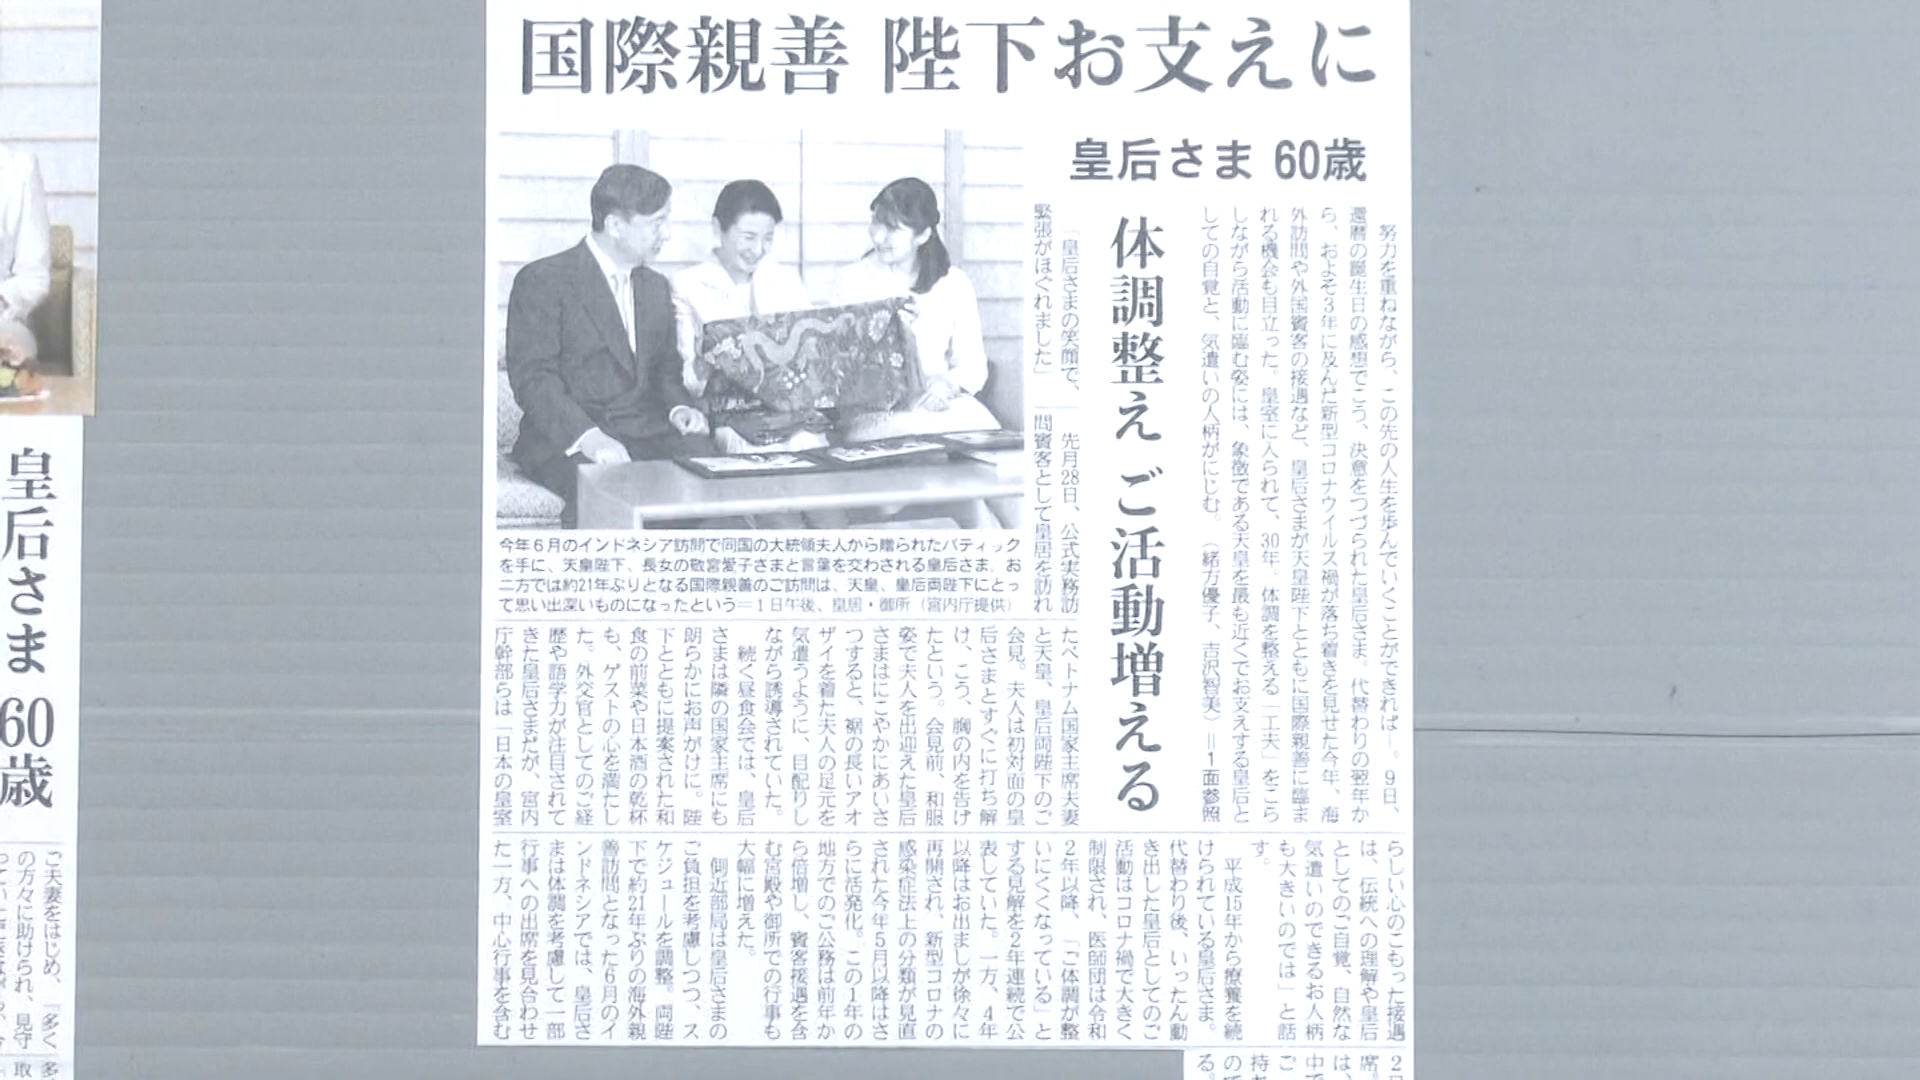 国際親善 陛下お支えに
皇后さま 60歳
体調整え ご活動増える
努力を重ねながら、この先の人生を歩んでいくことができれば―。9日、
還暦の誕生日の感想でこう、決意をつづられた皇后さま。代替わりの翌年か
ら、およそ3年に及んだ新型コロナウイルス禍が落ち着きを見せた今年、海
外訪問や外国賓客の接遇など、皇后さまが天皇陛下とともに国際親善に臨ま
れる機会も目立った。皇室に入られて、30年。体調を整える「工夫」をこら
しながら活動に臨む姿には、象徴である天皇を最も近くでお支えする皇后と
しての自覚と、気遣いの人柄がにじむ。（緒方優子、吉沢智美）＝1面参照
「皇后さまの笑顔で、
緊張がほぐれました」
先月28日、公式実務訪
問賓客として皇居を訪れ
たベトナム国家主席夫妻
と天皇、皇后両陛下のご
会見。夫人は初対面の皇
后さまとすぐに打ち解
け、こう、胸の内を告げ
たという。会見前、和服
姿で夫人を出迎えた皇后
さまはにこやかにあいさ
つすると、裾の長いアオ
ザイを着た夫人の足元を
気遣うように、目配りし
ながら誘導されていた。
続く昼食会では、皇后
さまは隣の国家主席にも
朗らかにお声がけに。陛
下とともに提案された和
食の前菜や日本酒の乾杯
も、ゲストの心を満たし
た。外交官としてのご経
歴や語学力が注目されて
きた皇后さまだが、宮内
庁幹部らは「日本の皇室
らしい心のこもった接遇
は、伝統への理解や皇后
としてのご自覚、自然な
気遣いのできるお人柄
も大きいのでは」と話
す。
平成15年から療養を続
けられている皇后さま。
代替わり後、いったん動
き出した皇后としてのご
活動はコロナ禍で大きく
制限され、医師団は令和
2年以降、「ご体調が整
いにくくなっている」と
する見解を2年連続で公
表していた。一方、4年
以降はお出ましが徐々に
再開され、新型コロナの
感染症法上の分類が見直
された今年5月以降はさ
らに活発化。この1年の
地方でのご公務は前年か
ら倍増し、賓客接遇を含
む宮殿や御所での行事も
大幅に増えた。
側近部局は皇后さまの
ご負担を考慮しつつ、ス
ケジュールを調整。両陛
下で約21年ぶりの海外親
善訪問となった6月のイ
ンドネシアでは、皇后さ
まは体調を考慮して一部
行事への出席を見合わせ
た一方、中心行事を含む
今年6月のインドネシア訪問で同国の大統領夫人から贈られたバティック
を手に、天皇陛下、長女の敬宮愛子さまと言葉を交わされる皇后さま。お
二方では約21年ぶりとなる国際親善のご訪問は、天皇、皇后両陛下にとっ
て思い出深いものになったという＝1日午後、皇居・御所（宮内庁提供）
皇后さま 60歳
ご夫妻をはじめ、「多く
の方々に助けられ、見守